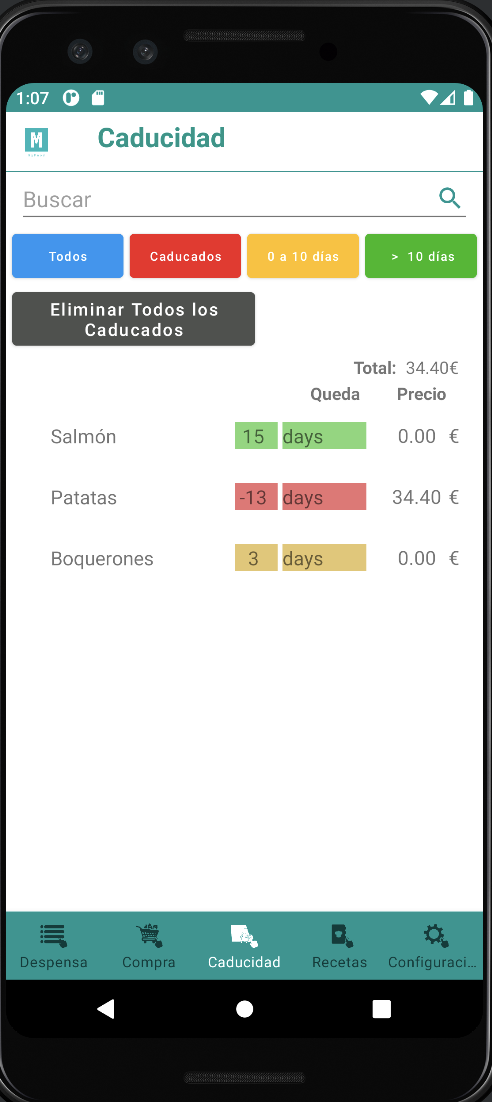 1:07
M
Caducidad
Buscar
Todos
Caducados
0 a 10 días
> 10 días
Eliminar Todos los
Caducados
Total: 34.40€
Queda Precio
Salmón 15 days 0.00 €
Patatas -13 days 34.40 €
Boquerones 3 days 0.00 €
Despensa Compra Caducidad Recetas Configuraci...